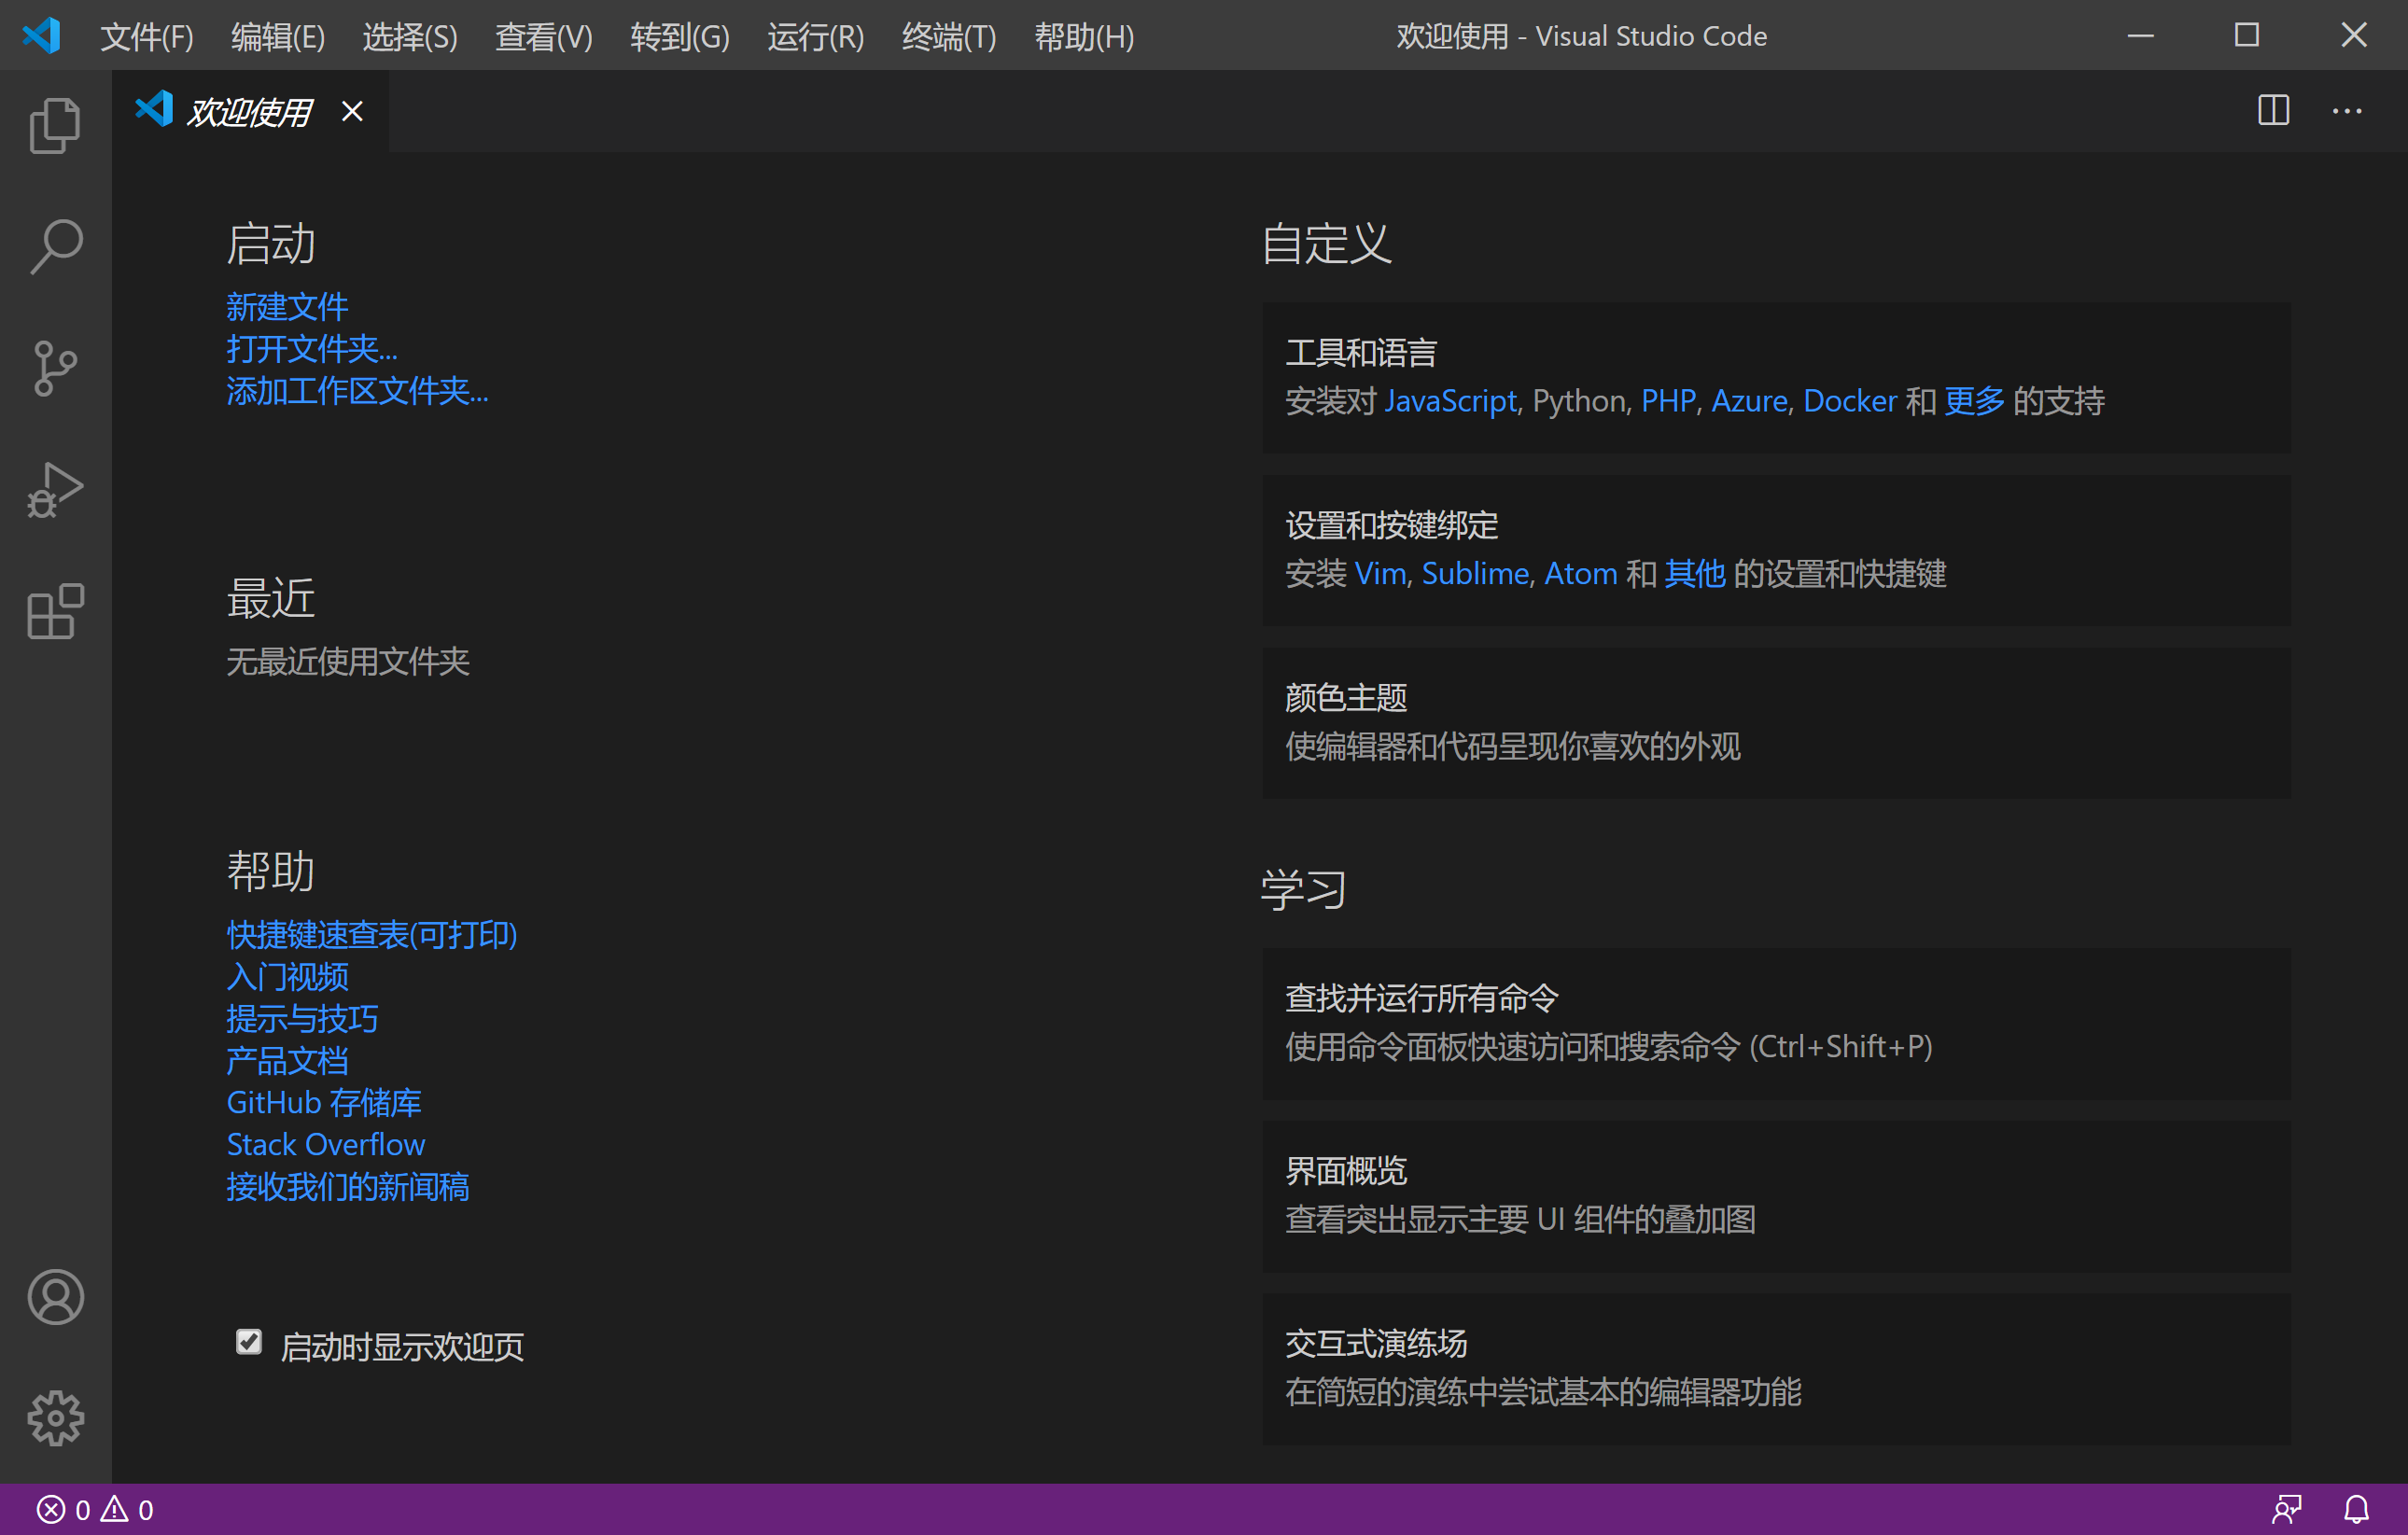 文件(F) 编辑(E) 选择(S) 查看(V) 转到(G) 运行(R) 终端(T) 帮助(H) 欢迎使用 - Visual Studio Code
欢迎使用
启动
新建文件
打开文件夹...
添加工作区文件夹...
最近
无最近使用文件夹
帮助
快捷键速查表(可打印)
入门视频
提示与技巧
产品文档
GitHub 存储库
Stack Overflow
接收我们的新闻稿
启动时显示欢迎页
自定义
工具和语言
安装对 JavaScript, Python, PHP, Azure, Docker 和 更多 的支持
设置和按键绑定
安装 Vim, Sublime, Atom 和 其他 的设置和快捷键
颜色主题
使编辑器和代码呈现你喜欢的外观
学习
查找并运行所有命令
使用命令面板快速访问和搜索命令 (Ctrl+Shift+P)
界面概览
查看突出显示主要 UI 组件的叠加图
交互式演练场
在简短的演练中尝试基本的编辑器功能
0 0